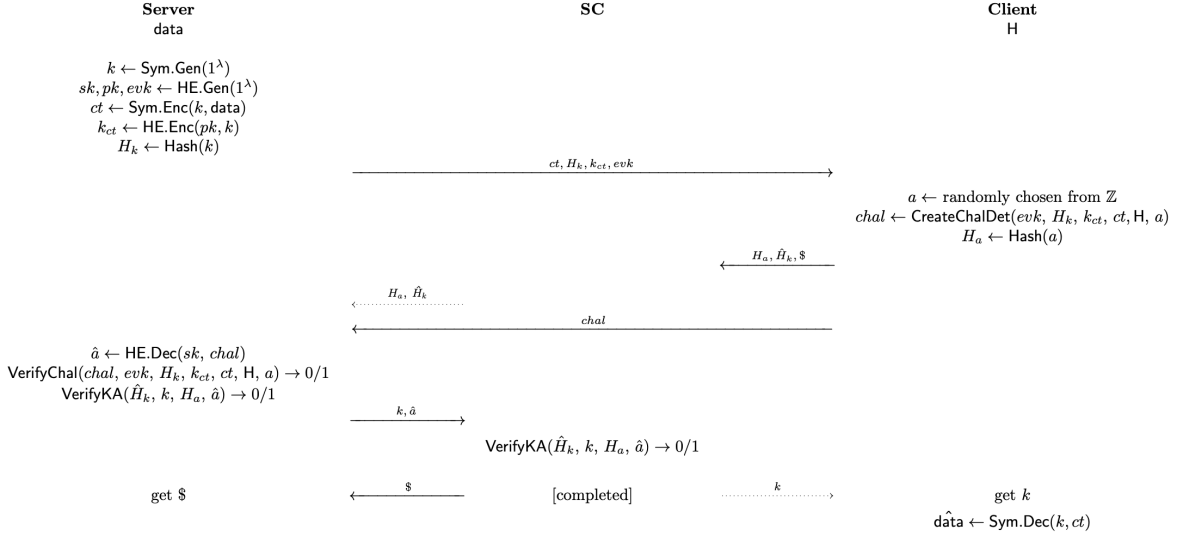 Server SC Client
data H
k ← Sym.Gen(1^λ)
sk, pk, evk ← HE.Gen(1^λ)
ct ← Sym.Enc(k, data)
k_ct ← HE.Enc(pk, k)
H_k ← Hash(k)
ct, H_k, k_ct, evk
a ← randomly chosen from ℤ
chal ← CreateChalDet(evk, H_k, k_ct, ct, H, a)
H_a ← Hash(a)
H_a, Ĥ_k, $
H_a, Ĥ_k
chal
â ← HE.Dec(sk, chal)
VerifyChal(chal, evk, H_k, k_ct, ct, H, a) → 0/1
VerifyKA(Ĥ_k, k, H_a, â) → 0/1
k, â
VerifyKA(Ĥ_k, k, H_a, â) → 0/1
get $ $ [completed] k get k
dat̂a ← Sym.Dec(k, ct)